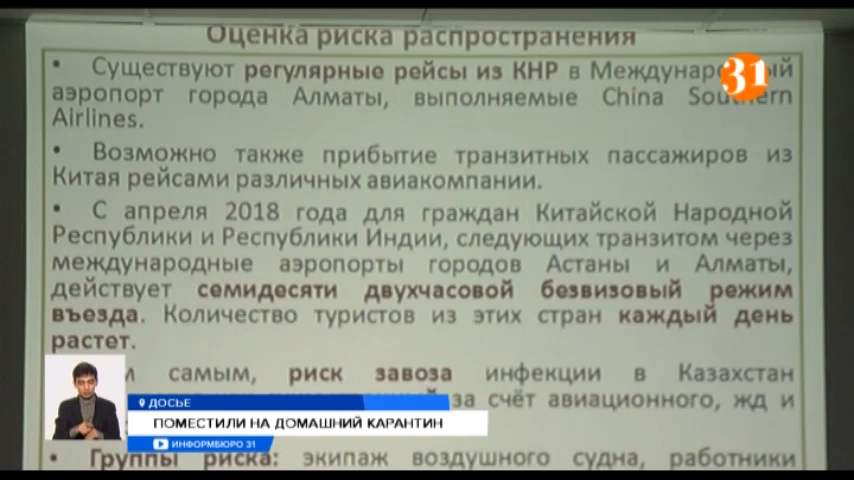 Оценка риска распространения
• Существуют регулярные рейсы из КНР в Международный
аэропорт города Алматы, выполняемые China Southern
Airlines.
• Возможно также прибытие транзитных пассажиров из
Китая рейсами различных авиакомпании.
• С апреля 2018 года для граждан Китайской Народной
Республики и Республики Индии, следующих транзитом через
международные аэропорты городов Астаны и Алматы,
действует семидесяти двухчасовой безвизовый режим
въезда. Количество туристов из этих стран каждый день
растет.
самым, риск завоза инфекции в Казахстан
за счёт авиационного, жд и
• Группы риска: экипаж воздушного судна, работники
31
ДОСЬЕ
ПОМЕСТИЛИ НА ДОМАШНИЙ КАРАНТИН
ИНФОРМБЮРО 31